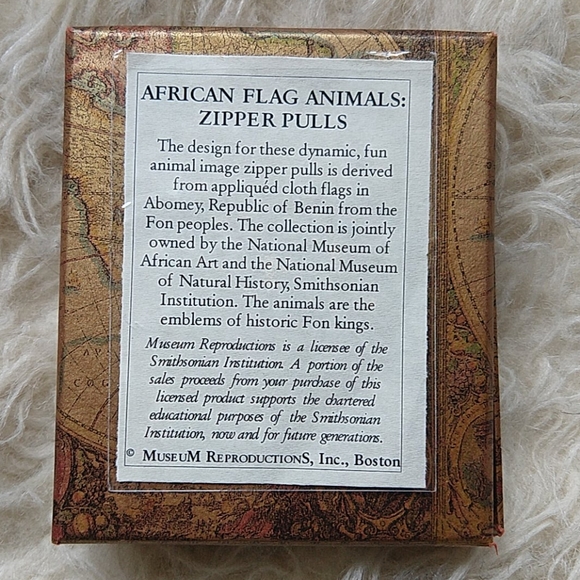 AFRICAN FLAG ANIMALS:
ZIPPER PULLS
The design for these dynamic, fun
animal image zipper pulls is derived
from appliquéd cloth flags in
Abomey, Republic of Benin from the
Fon peoples. The collection is jointly
owned by the National Museum of
African Art and the National Museum
of Natural History, Smithsonian
Institution. The animals are the
emblems of historic Fon kings.
Museum Reproductions is a licensee of the
Smithsonian Institution. A portion of the
sales proceeds from your purchase of this
licensed product supports the chartered
educational purposes of the Smithsonian
Institution, now and for future generations.
© MUSEUM REPRODUCTIONS, Inc., Boston